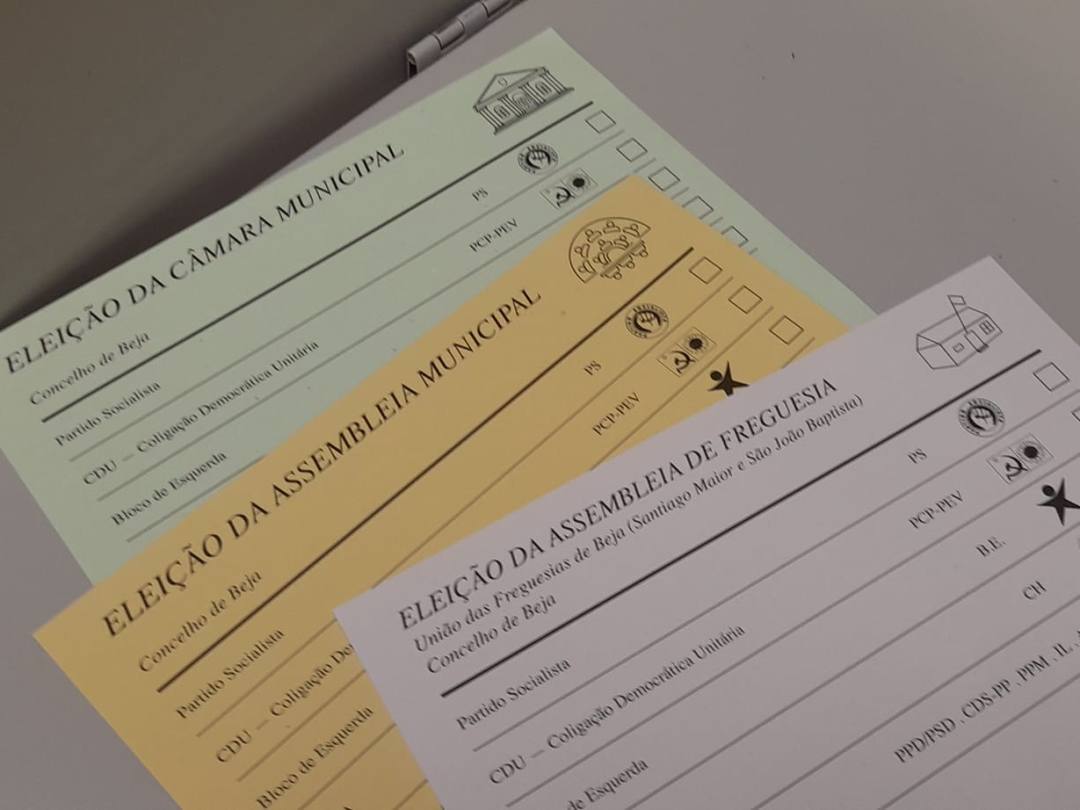 ELEIÇÃO DA CÂMARA MUNICIPAL
Concelho de Beja
Partido Socialista PS
CDU – Coligação Democrática Unitária PCP-PEV
Bloco de Esquerda
ELEIÇÃO DA ASSEMBLEIA MUNICIPAL
Concelho de Beja
Partido Socialista PS
CDU – Coligação De PCP-PEV
Bloco de Esquerda
ELEIÇÃO DA ASSEMBLEIA DE FREGUESIA
União das Freguesias de Beja (Santiago Maior e São João Baptista)
Concelho de Beja
Partido Socialista PS
CDU – Coligação Democrática Unitária PCP-PEV
de Esquerda B.E.
CH
PPD/PSD . CDS-PP . PPM . IL .